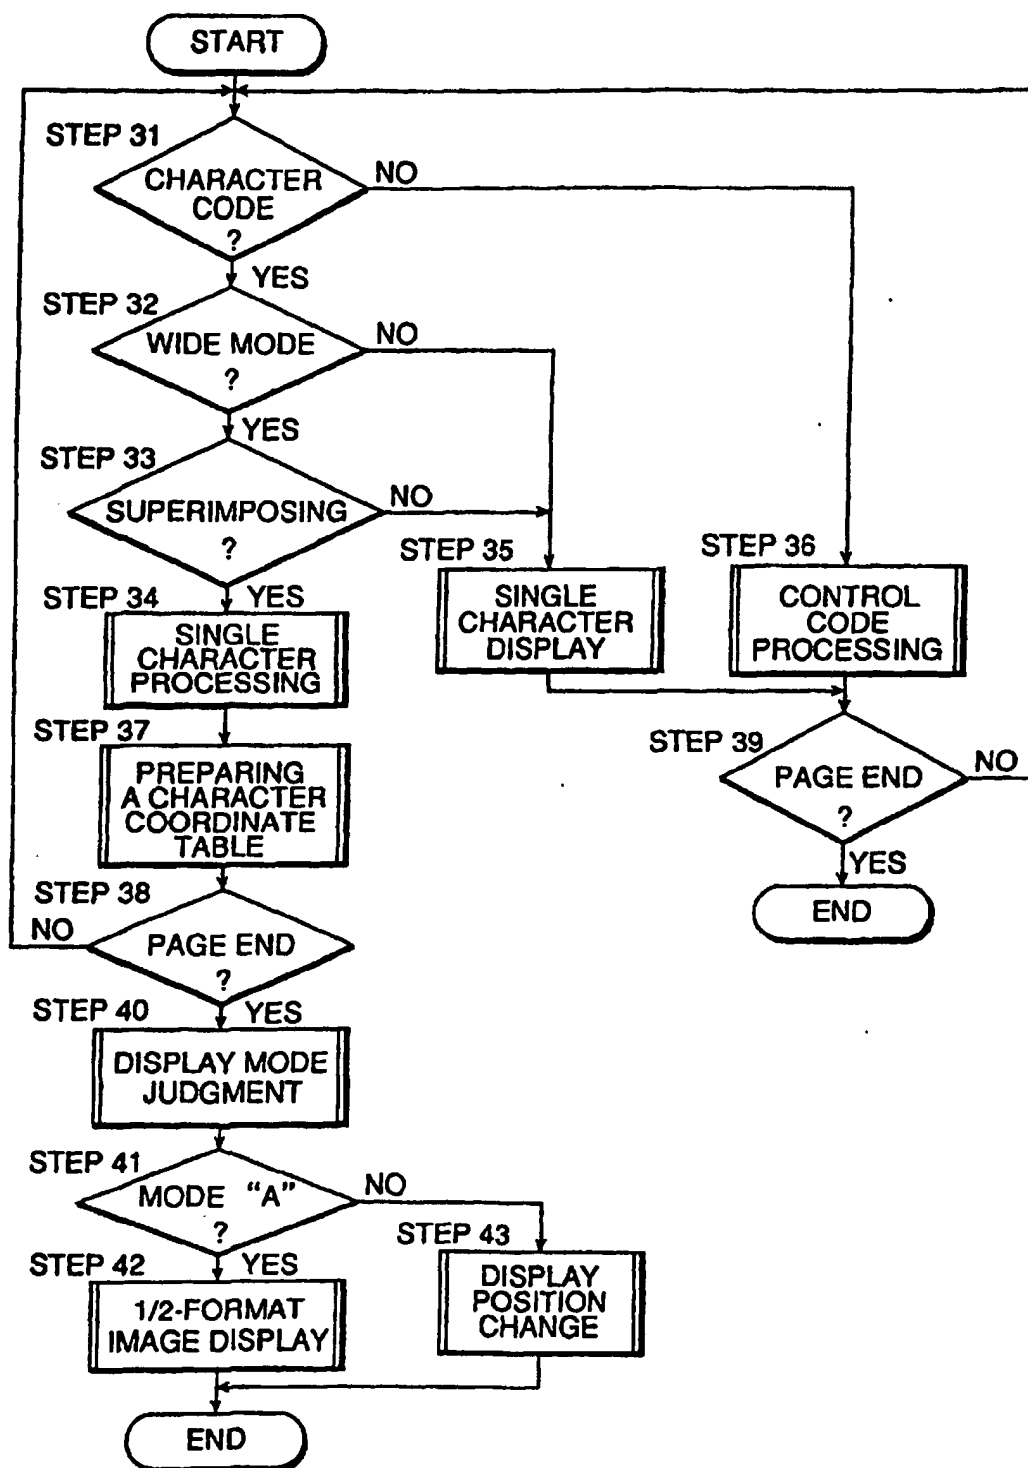 START
STEP 31
CHARACTER
CODE
?
NO
YES
STEP 32
WIDE MODE
?
NO
YES
STEP 33
SUPERIMPOSING
?
NO
YES
STEP 34
SINGLE
CHARACTER
PROCESSING
STEP 35
SINGLE
CHARACTER
DISPLAY
STEP 36
CONTROL
CODE
PROCESSING
STEP 37
PREPARING
A CHARACTER
COORDINATE
TABLE
STEP 39
PAGE END
?
NO
YES
END
STEP 38
NO
PAGE END
?
YES
STEP 40
DISPLAY MODE
JUDGMENT
STEP 41
MODE "A"
?
NO
YES
STEP 42
1/2-FORMAT
IMAGE DISPLAY
STEP 43
DISPLAY
POSITION
CHANGE
END